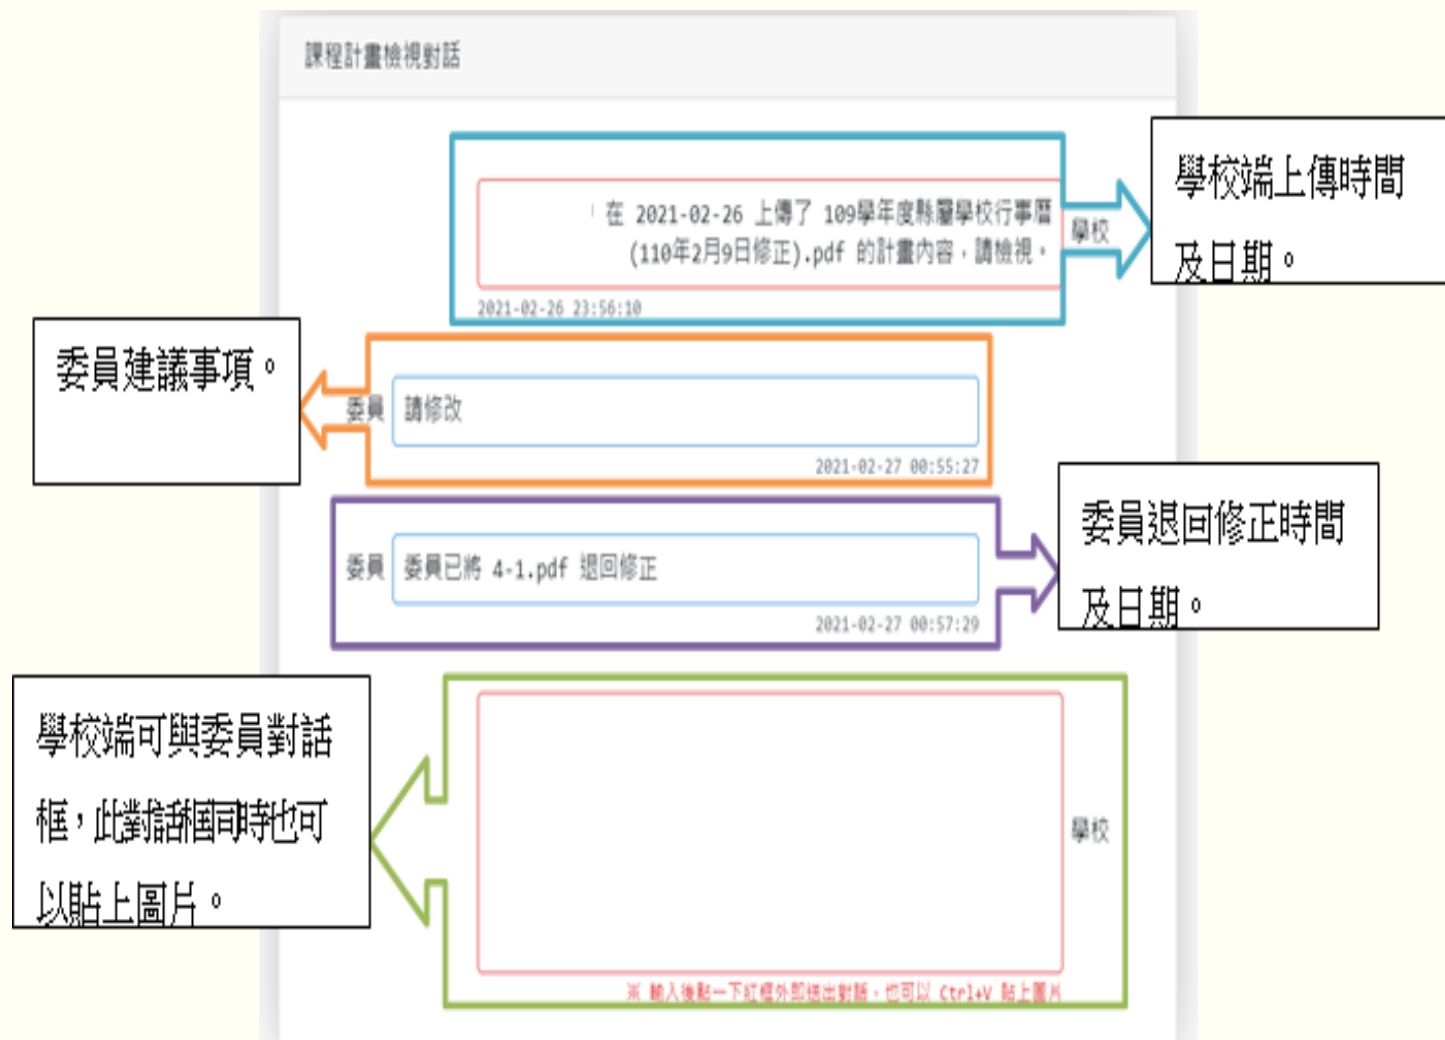 課程計畫檢視對話
在 2021-02-26 上傳了 109學年度縣屬學校行事曆
(110年2月9日修正).pdf 的計畫內容，請檢視。
學校
2021-02-26 23:56:10
學校端上傳時間
及日期。
委員建議事項。
委員
請修改
2021-02-27 00:55:27
委員
委員已將 4-1.pdf 退回修正
2021-02-27 00:57:29
委員退回修正時間
及日期。
學校端可與委員對話
框，此對話框同時也可
以貼上圖片。
學校
※ 輸入後點一下紅框外即送出對話，也可以 Ctrl+V 貼上圖片